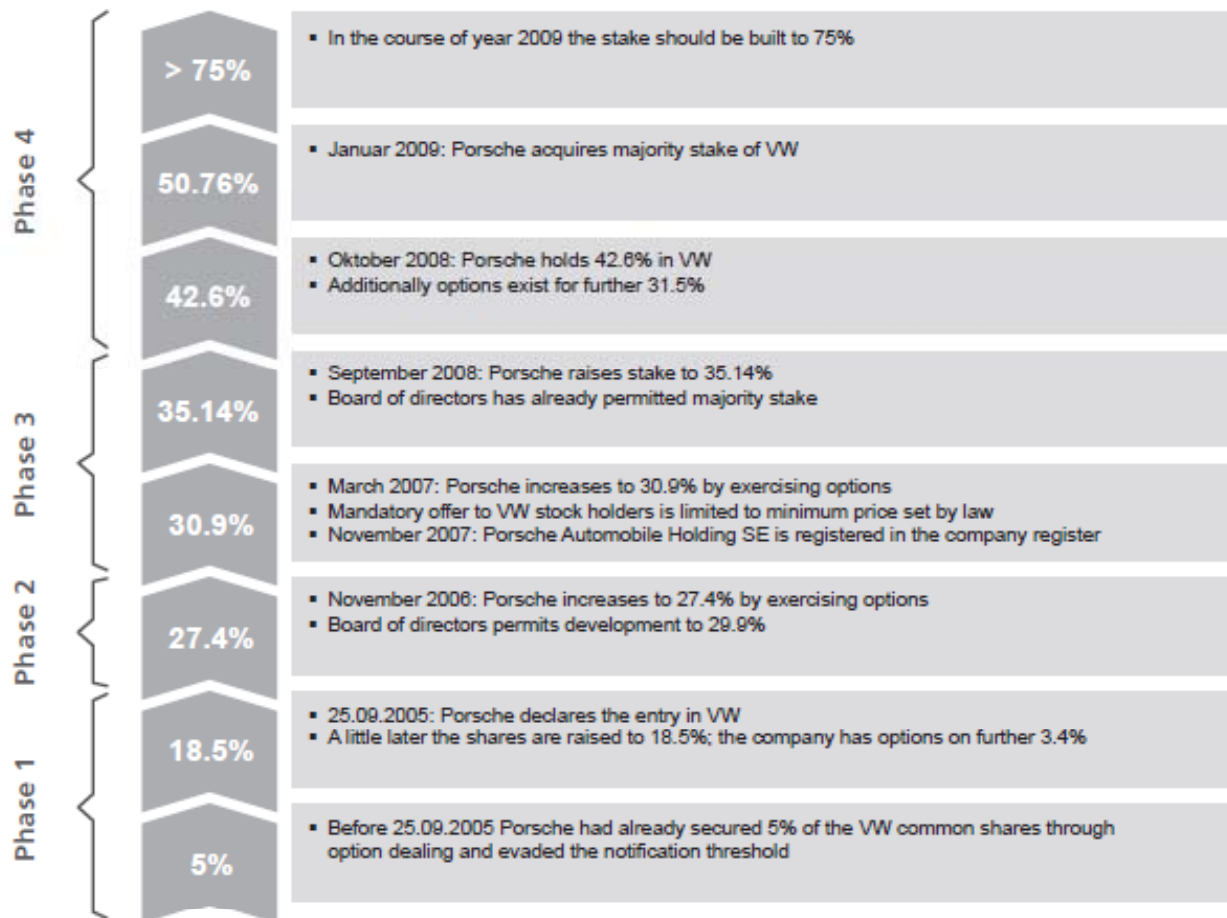 Phase 4
> 75%
▪ In the course of year 2009 the stake should be built to 75%
50.76%
▪ Januar 2009: Porsche acquires majority stake of VW
42.6%
▪ Oktober 2008: Porsche holds 42.6% in VW
▪ Additionally options exist for further 31.5%
Phase 3
35.14%
▪ September 2008: Porsche raises stake to 35.14%
▪ Board of directors has already permitted majority stake
30.9%
▪ March 2007: Porsche increases to 30.9% by exercising options
▪ Mandatory offer to VW stock holders is limited to minimum price set by law
▪ November 2007: Porsche Automobile Holding SE is registered in the company register
Phase 2
27.4%
▪ November 2006: Porsche increases to 27.4% by exercising options
▪ Board of directors permits development to 29.9%
Phase 1
18.5%
▪ 25.09.2005: Porsche declares the entry in VW
▪ A little later the shares are raised to 18.5%; the company has options on further 3.4%
5%
▪ Before 25.09.2005 Porsche had already secured 5% of the VW common shares through
option dealing and evaded the notification threshold